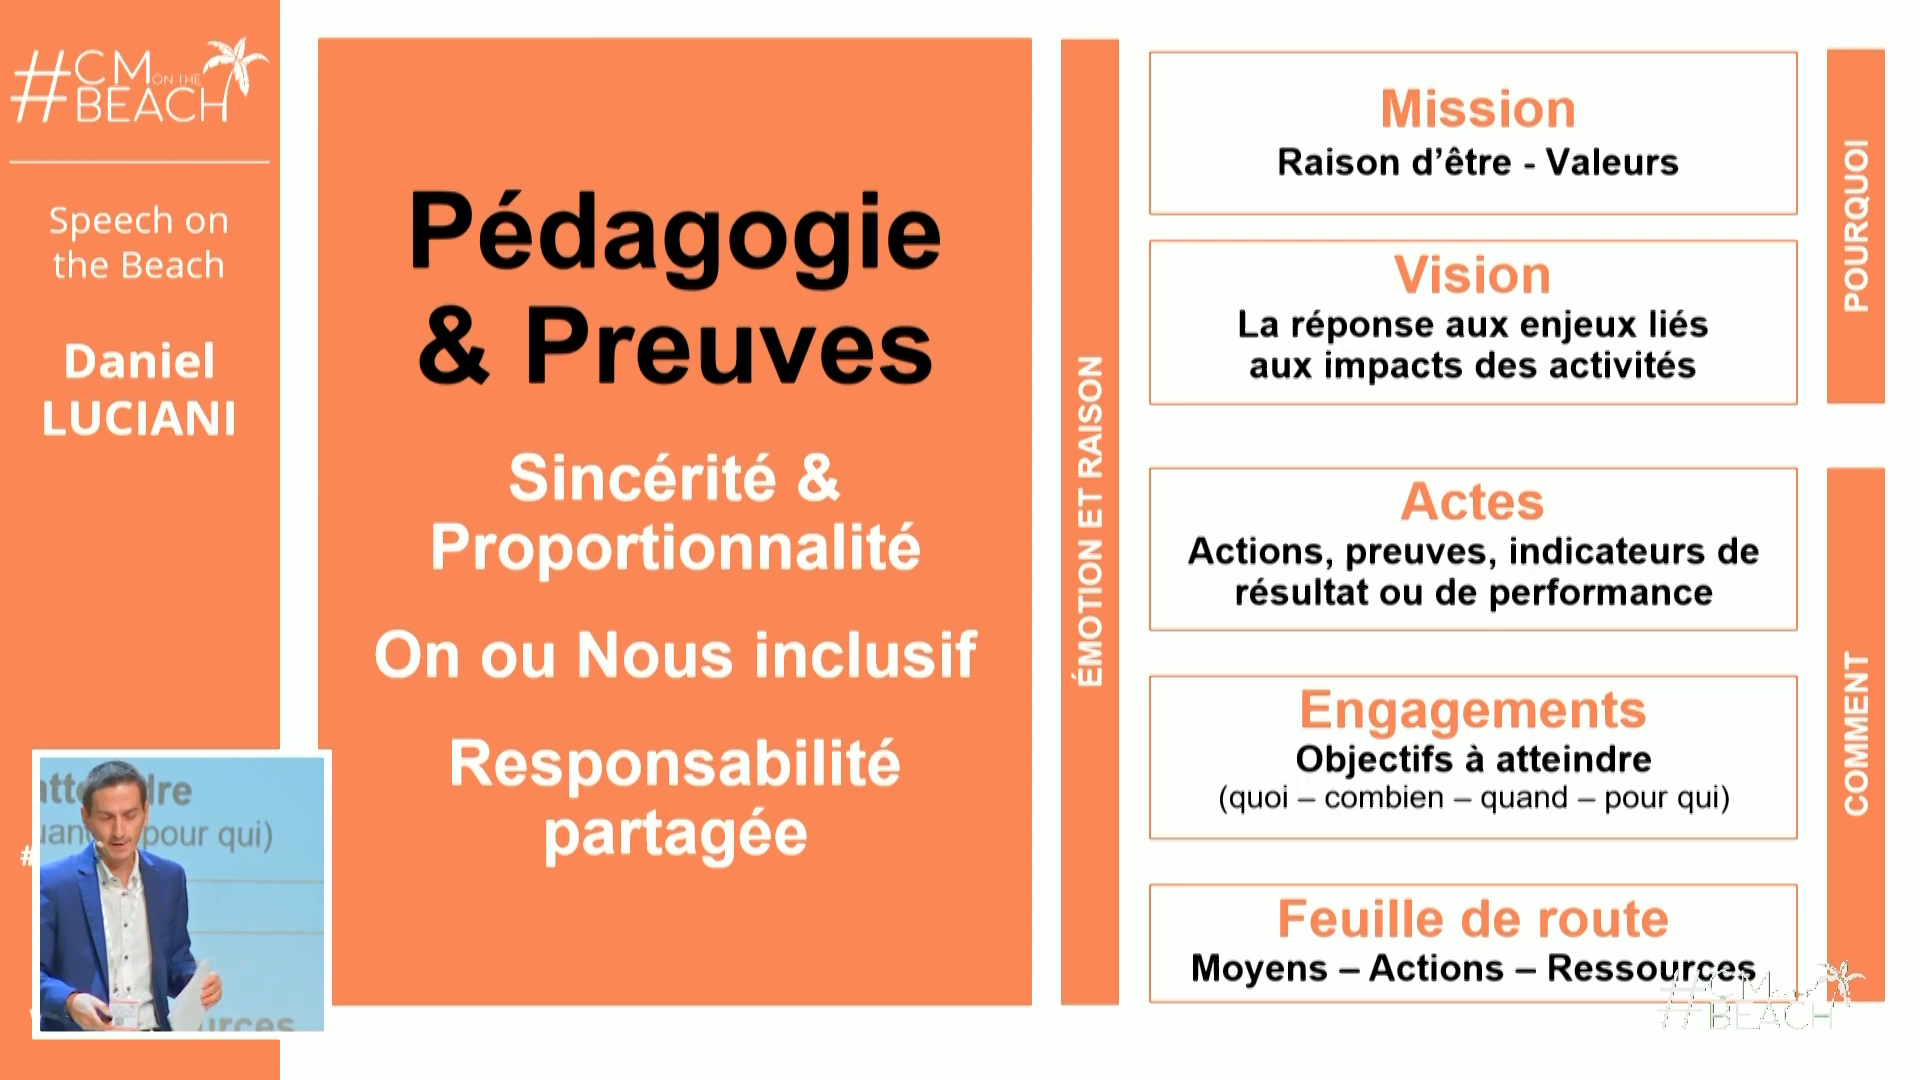 #CM ON THE
BEACH
Speech on
the Beach
Daniel
LUCIANI
Pédagogie
& Preuves
Sincérité &
Proportionnalité
On ou Nous inclusif
Responsabilité
partagée
ÉMOTION ET RAISON
Mission
Raison d’être - Valeurs
Vision
La réponse aux enjeux liés
aux impacts des activités
POURQUOI
Actes
Actions, preuves, indicateurs de
résultat ou de performance
Engagements
Objectifs à atteindre
(quoi – combien – quand – pour qui)
Feuille de route
Moyens – Actions – Ressources
COMMENT
pour qui)
#CM
BEACH